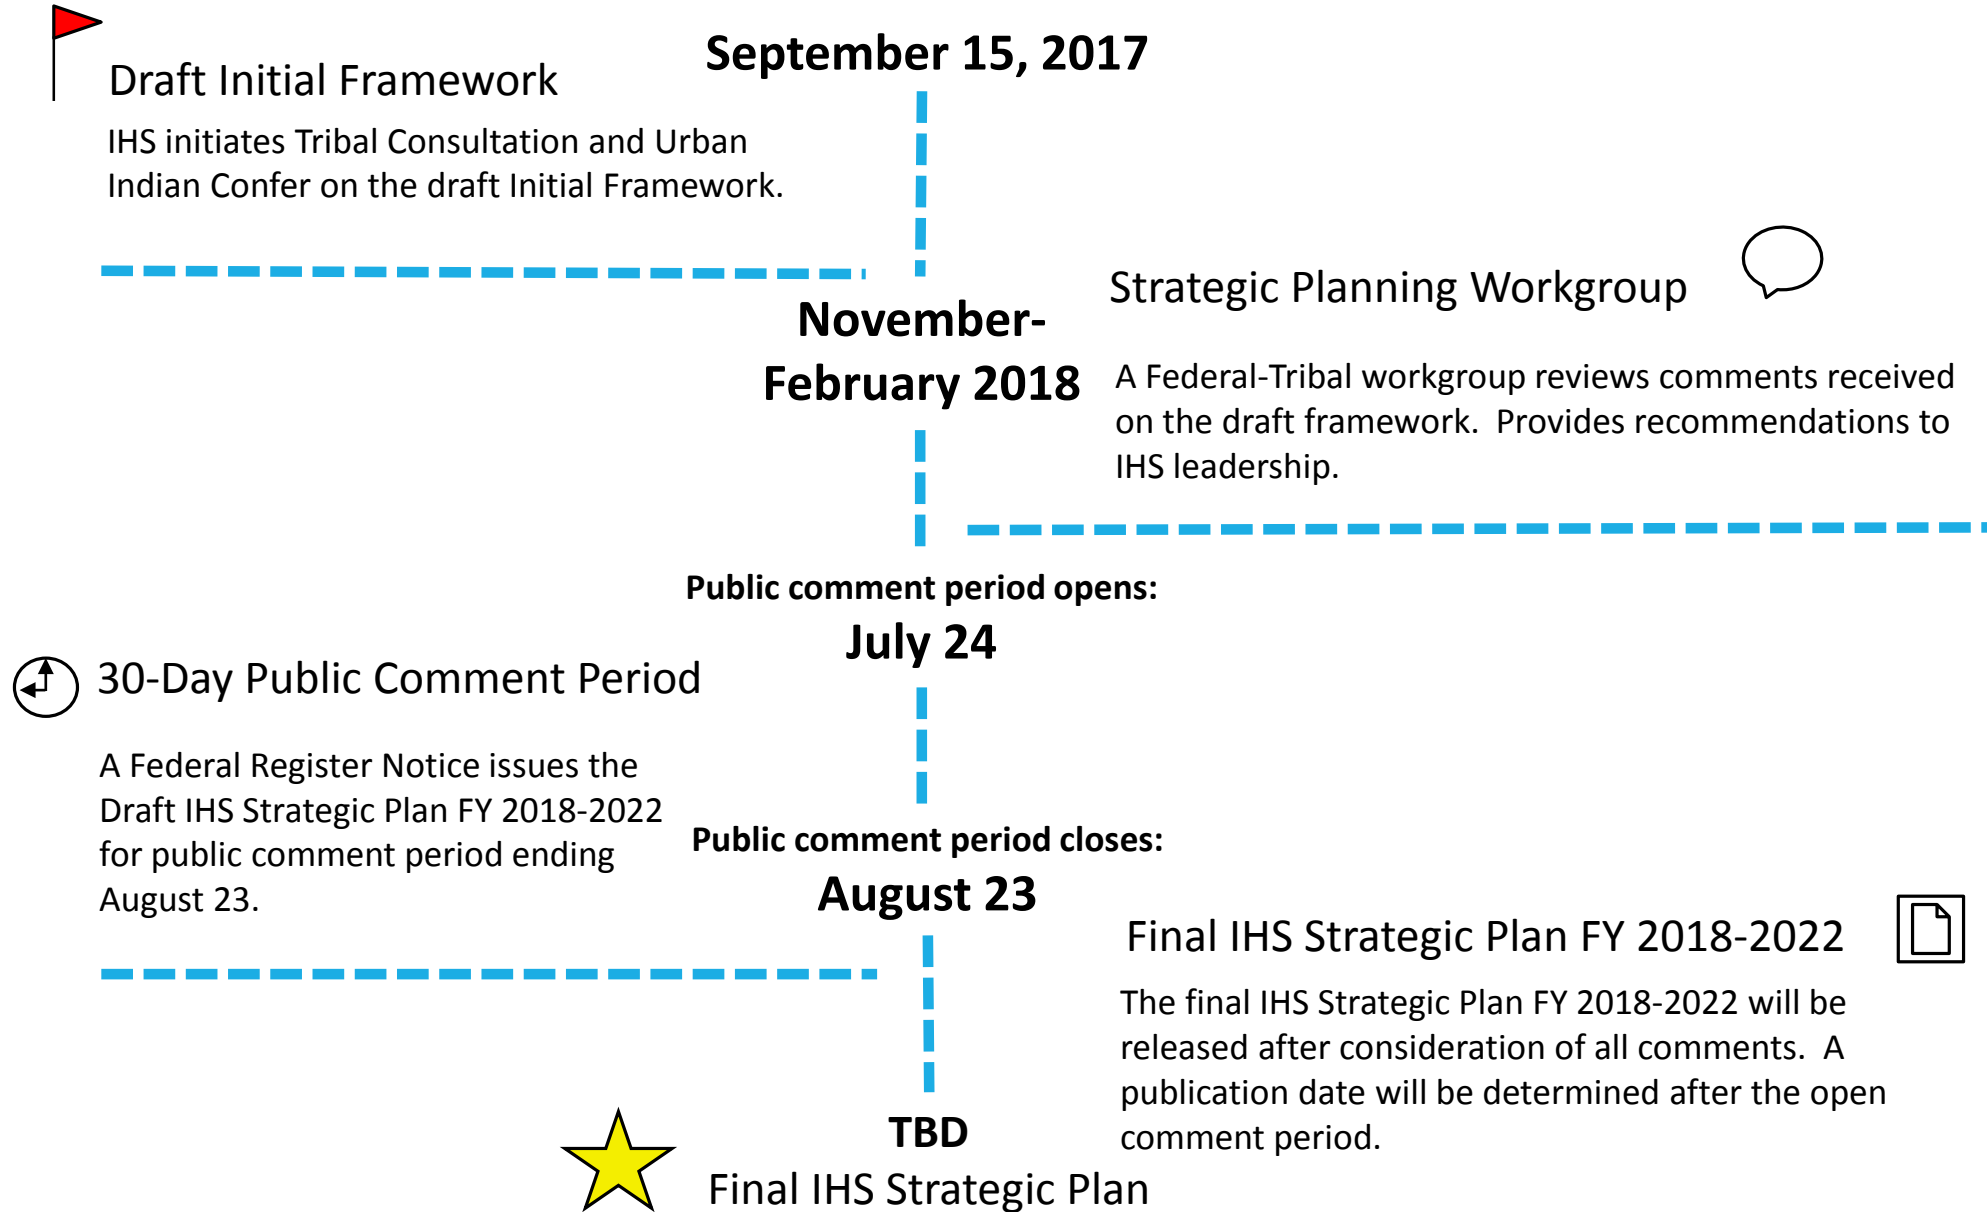 September 15, 2017
Draft Initial Framework
IHS initiates Tribal Consultation and Urban
Indian Confer on the draft Initial Framework.
November-
February 2018
Strategic Planning Workgroup
A Federal-Tribal workgroup reviews comments received
on the draft framework.  Provides recommendations to
IHS leadership.
Public comment period opens:
July 24
30-Day Public Comment Period
A Federal Register Notice issues the
Draft IHS Strategic Plan FY 2018-2022
for public comment period ending
August 23.
Public comment period closes:
August 23
Final IHS Strategic Plan FY 2018-2022
The final IHS Strategic Plan FY 2018-2022 will be
released after consideration of all comments.  A
publication date will be determined after the open
comment period.
TBD
Final IHS Strategic Plan